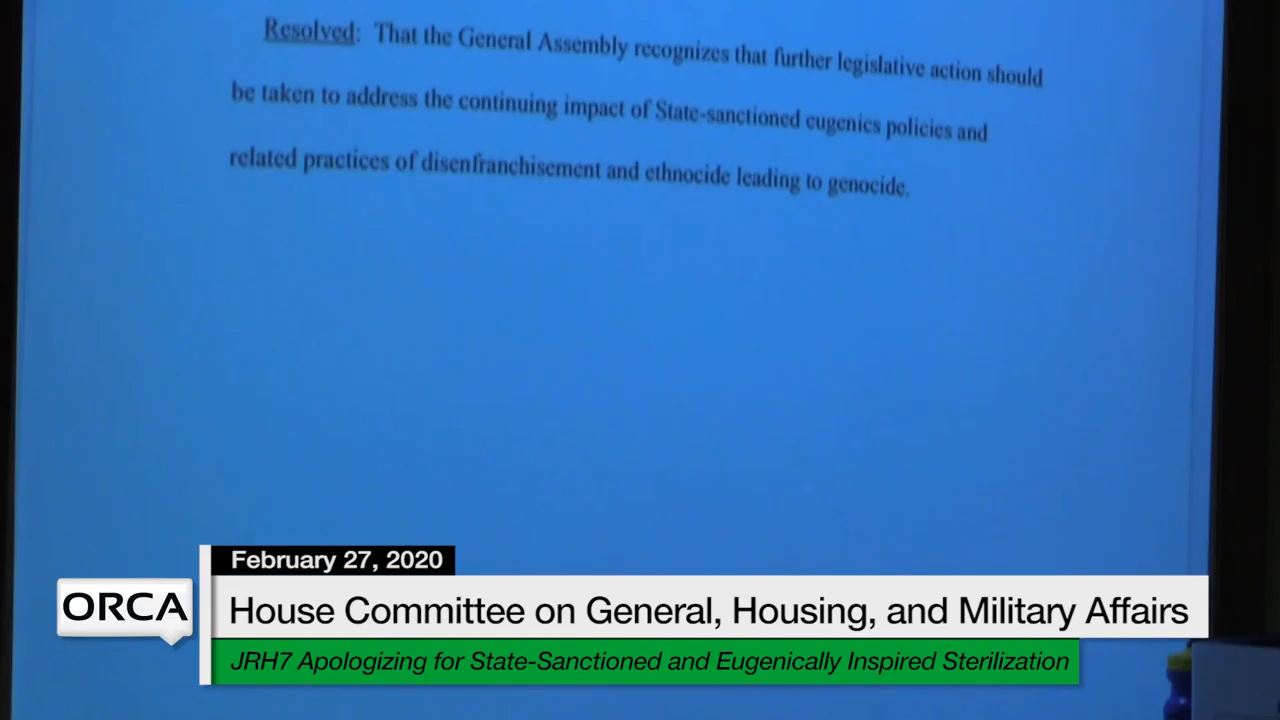 Resolved: That the General Assembly recognizes that further legislative action should
be taken to address the continuing impact of State-sanctioned eugenics policies and
related practices of disenfranchisement and ethnocide leading to genocide.
February 27, 2020
ORCA
House Committee on General, Housing, and Military Affairs
JRH7 Apologizing for State-Sanctioned and Eugenically Inspired Sterilization